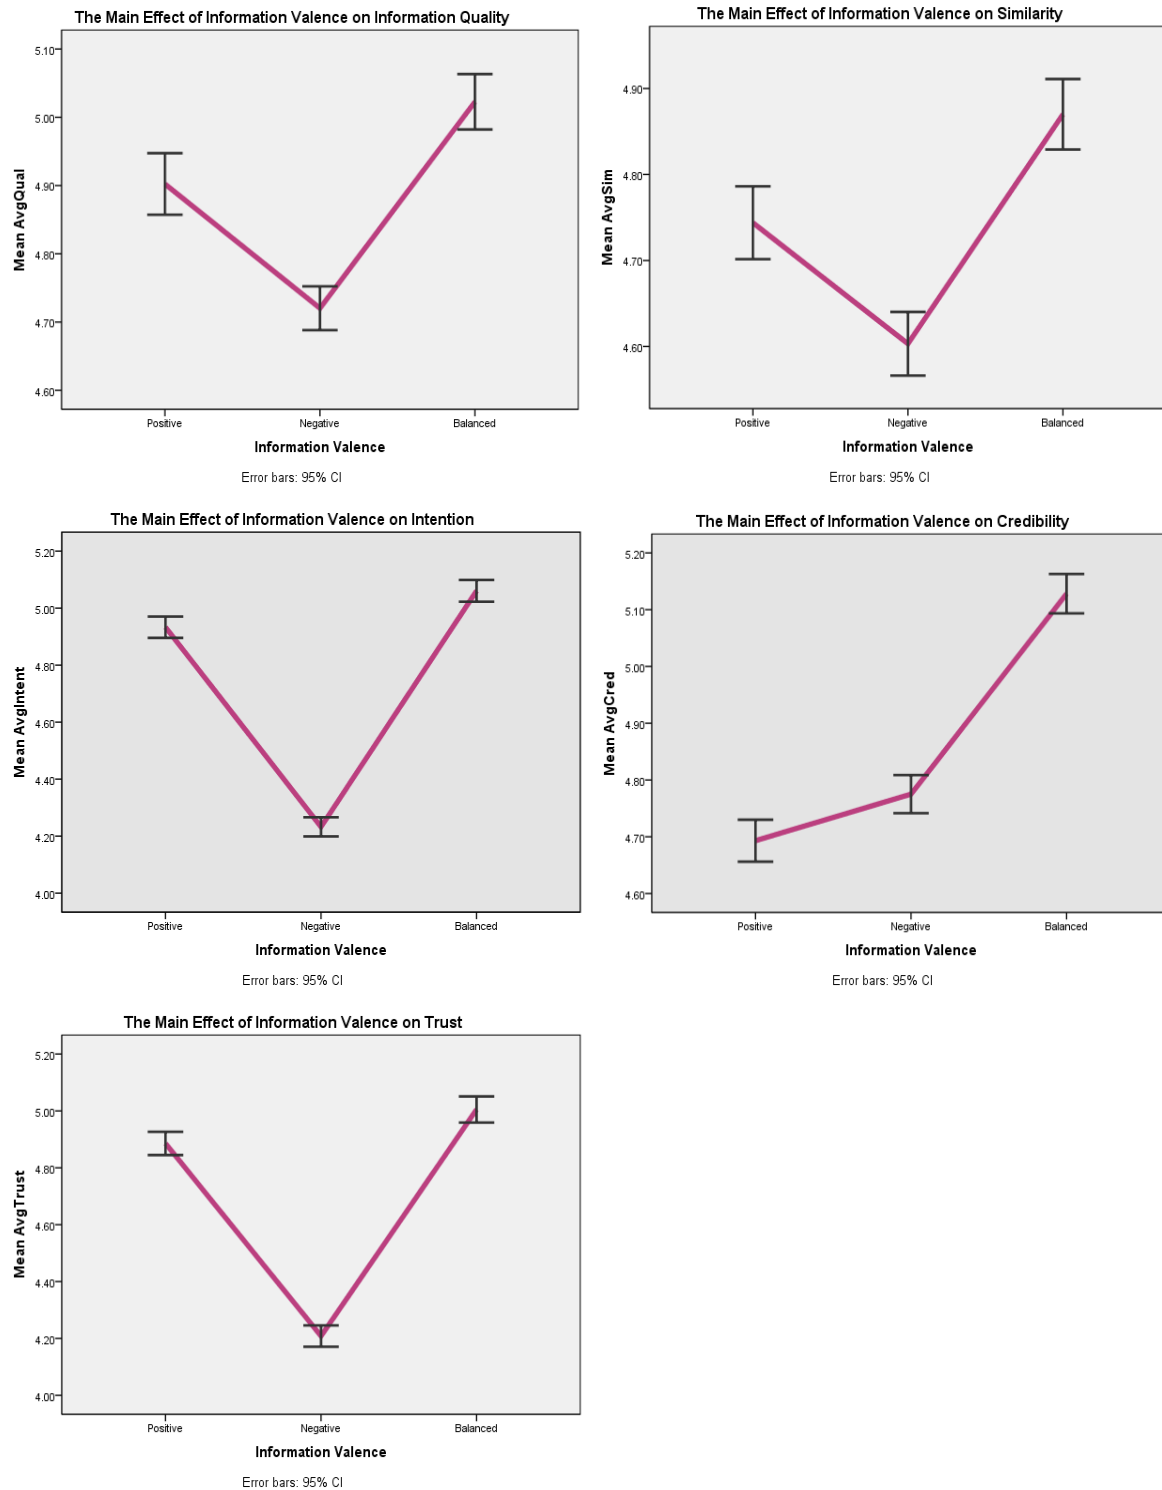 The Main Effect of Information Valence on Information Quality
Mean AvgQual
5.10
5.00
4.90
4.80
4.70
4.60
Positive
Negative
Balanced
Information Valence
Error bars: 95% CI
The Main Effect of Information Valence on Similarity
Mean AvgSim
4.90
4.80
4.70
4.60
Positive
Negative
Balanced
Information Valence
Error bars: 95% CI
The Main Effect of Information Valence on Intention
Mean AvgIntent
5.20
5.00
4.80
4.60
4.40
4.20
4.00
Positive
Negative
Balanced
Information Valence
Error bars: 95% CI
The Main Effect of Information Valence on Credibility
Mean AvgCred
5.20
5.10
5.00
4.90
4.80
4.70
4.60
Positive
Negative
Balanced
Information Valence
Error bars: 95% CI
The Main Effect of Information Valence on Trust
Mean AvgTrust
5.20
5.00
4.80
4.60
4.40
4.20
4.00
Positive
Negative
Balanced
Information Valence
Error bars: 95% CI